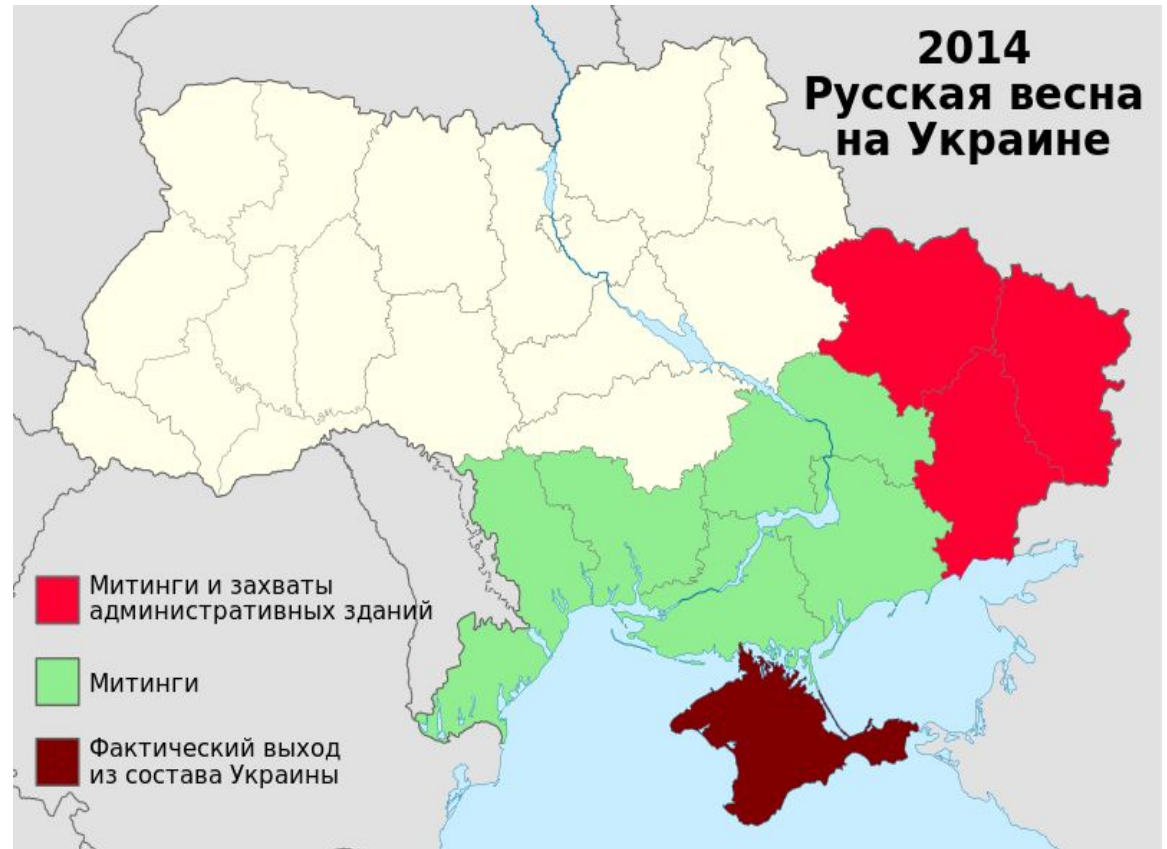 2014
Русская весна
на Украине
Митинги и захваты
административных зданий
Митинги
Фактический выход
из состава Украины